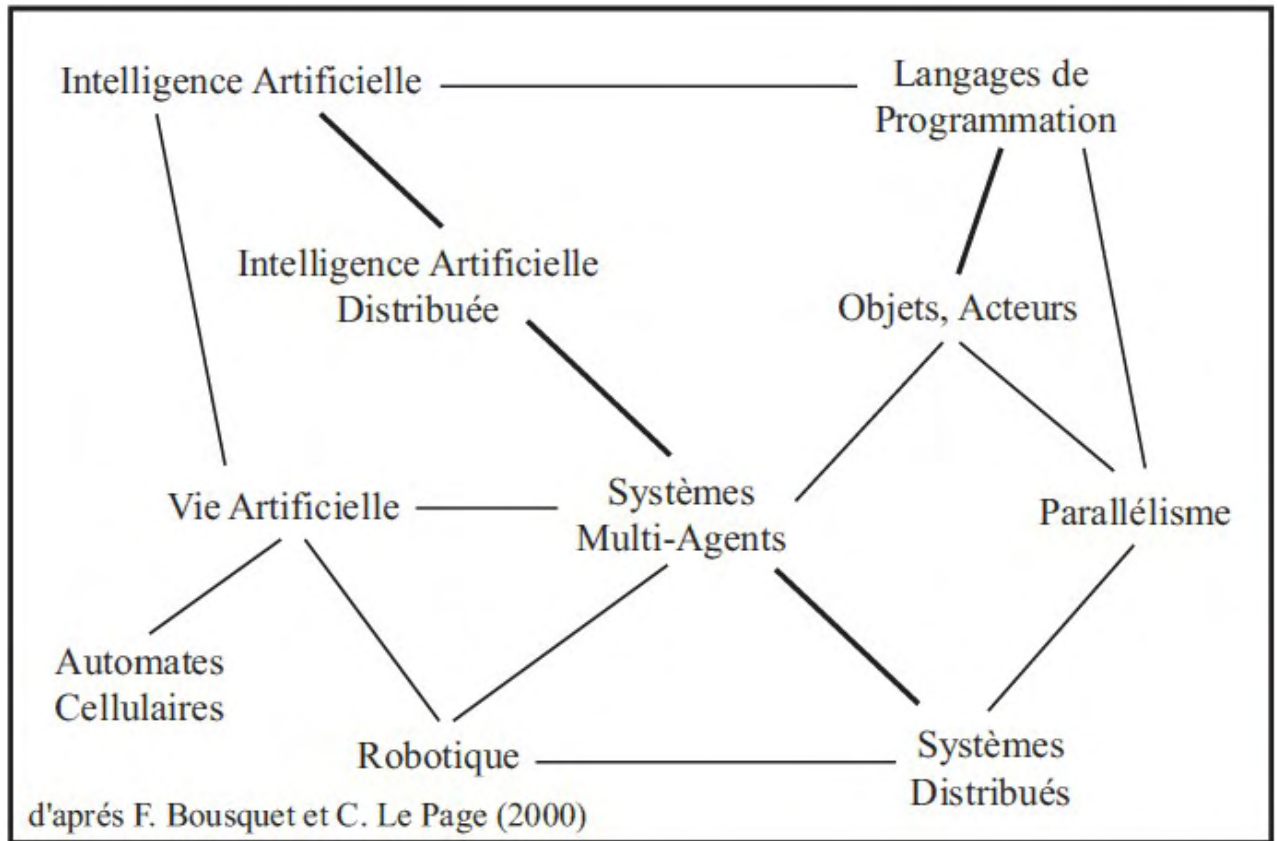 Intelligence Artificielle
Langages de
Programmation
Intelligence Artificielle
Distribuée
Objets, Acteurs
Vie Artificielle
Systèmes
Multi-Agents
Parallélisme
Automates
Cellulaires
Robotique
Systèmes
Distribués
d'aprés F. Bousquet et C. Le Page (2000)